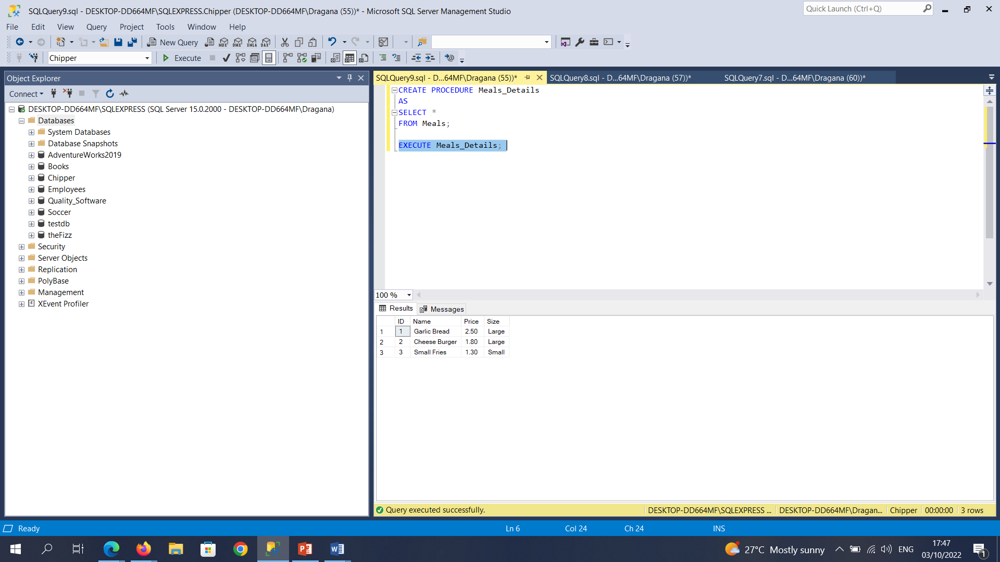 SQLQuery9.sql - DESKTOP-DD664MF\SQLEXPRESS.Chipper (DESKTOP-DD664MF\Dragana (55))* - Microsoft SQL Server Management Studio
Quick Launch (Ctrl+Q)
File Edit View Query Project Tools Window Help
New Query MDX DMX XMLA DAX
Chipper Execute
Object Explorer
Connect
DESKTOP-DD664MF\SQLEXPRESS (SQL Server 15.0.2000 - DESKTOP-DD664MF\Dragana)
Databases
System Databases
Database Snapshots
AdventureWorks2019
Books
Chipper
Employees
Quality_Software
Soccer
testdb
theFizz
Security
Server Objects
Replication
PolyBase
Management
XEvent Profiler
SQLQuery9.sql - D...64MF\Dragana (55))* SQLQuery8.sql - D...64MF\Dragana (57))* SQLQuery7.sql - D...64MF\Dragana (60))*
CREATE PROCEDURE Meals_Details
AS
SELECT *
FROM Meals;
EXECUTE Meals_Details;
100 %
Results Messages
ID Name Price Size
1 1 Garlic Bread 2.50 Large
2 2 Cheese Burger 1.80 Large
3 3 Small Fries 1.30 Small
Query executed successfully. DESKTOP-DD664MF\SQLEXPRESS ... DESKTOP-DD664MF\Dragan... Chipper 00:00:00 3 rows
Ready Ln 6 Col 24 Ch 24 INS
27°C Mostly sunny ENG 17:47
03/10/2022 1